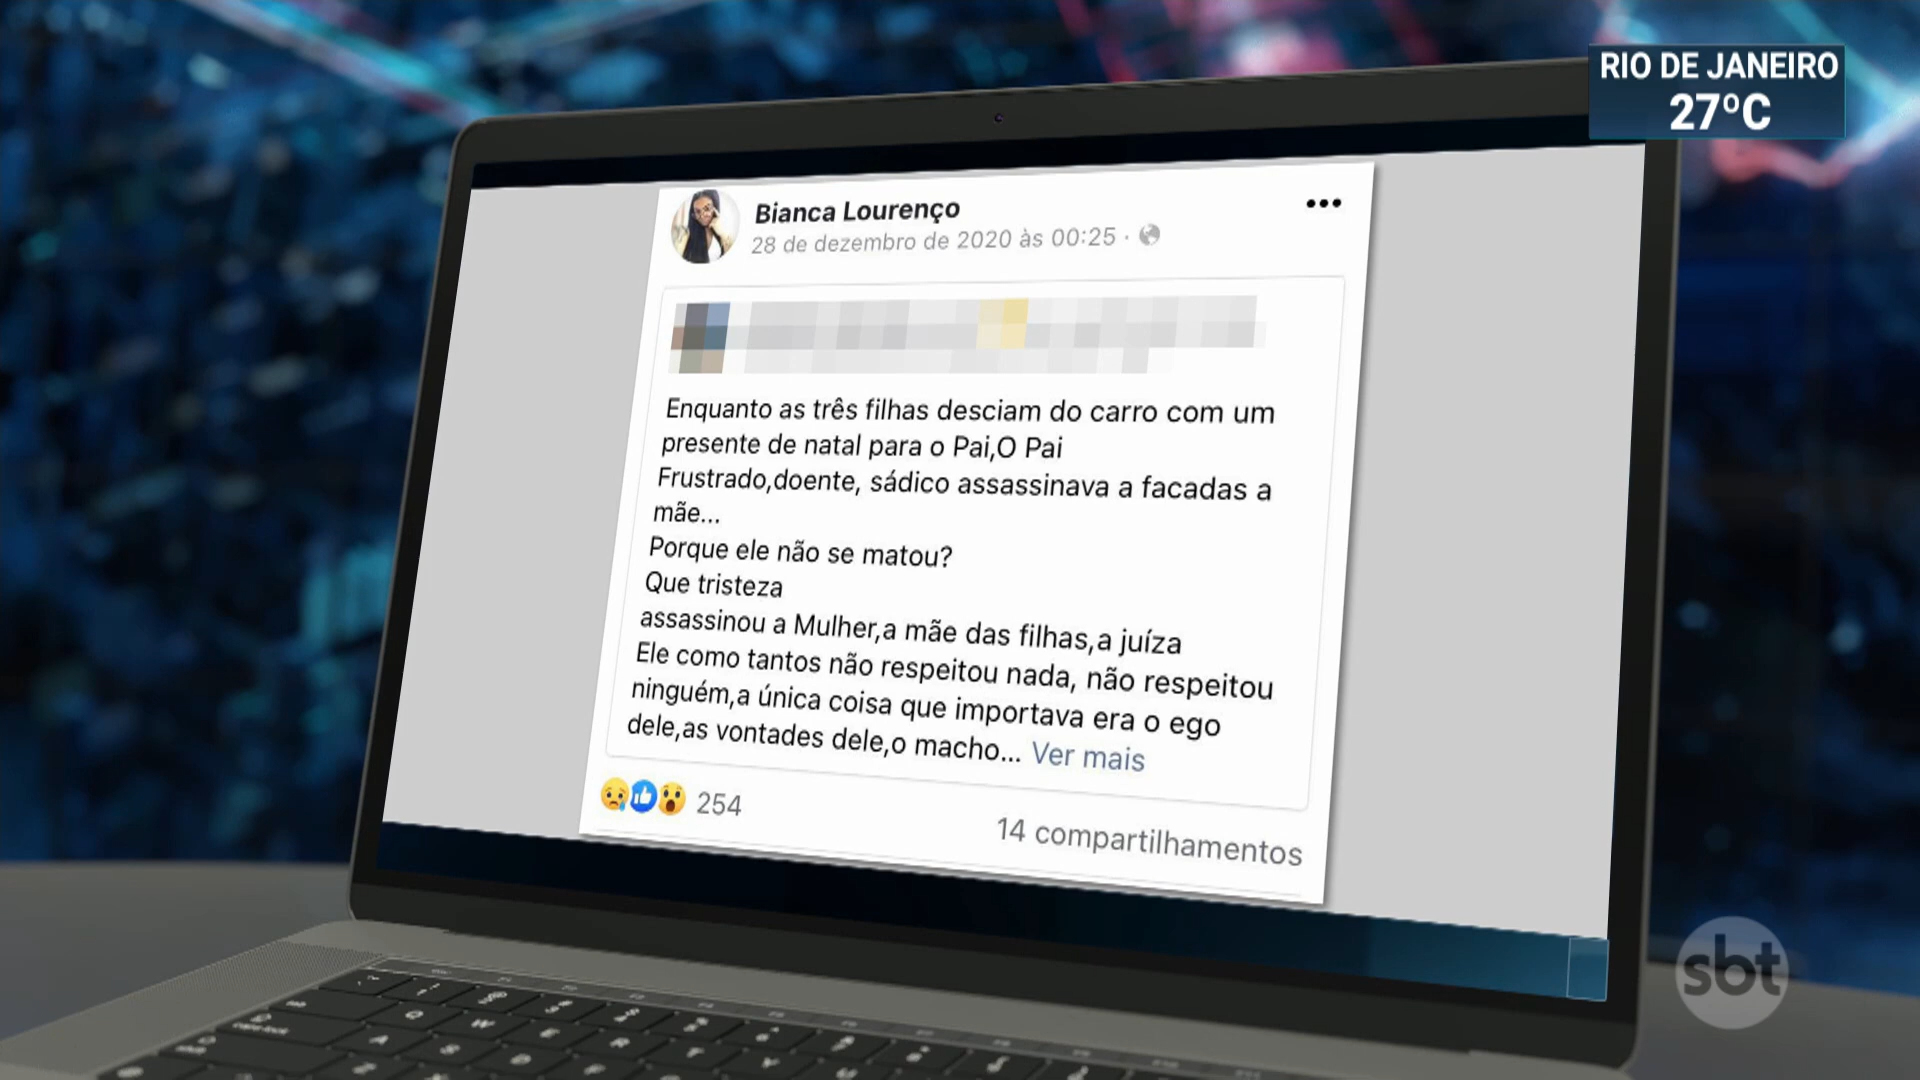 RIO DE JANEIRO
27ºC
Bianca Lourenço
28 de dezembro de 2020 às 00:25 ·
Enquanto as três filhas desciam do carro com um
presente de natal para o Pai,O Pai
Frustrado,doente, sádico assassinava a facadas a
mãe...
Porque ele não se matou?
Que tristeza
assassinou a Mulher,a mãe das filhas,a juíza
Ele como tantos não respeitou nada, não respeitou
ninguém,a única coisa que importava era o ego
dele,as vontades dele,o macho... Ver mais
254
14 compartilhamentos
sbt